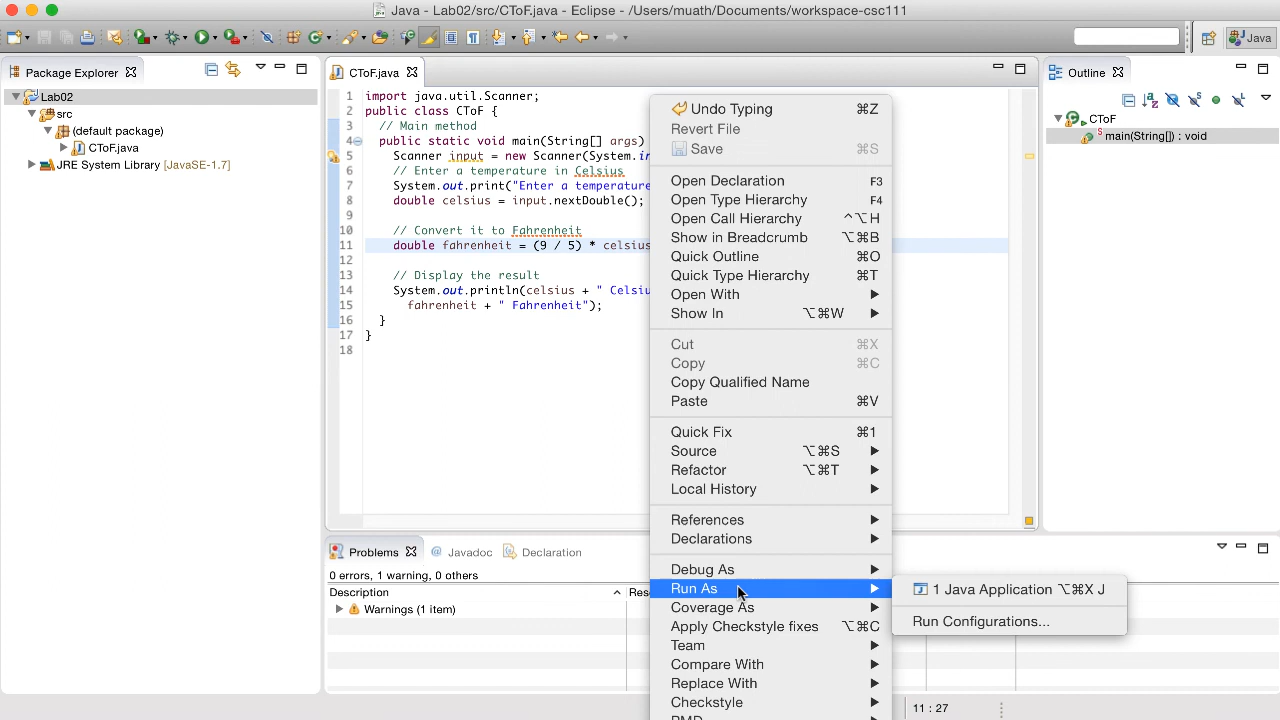 Java - Lab02/src/CToF.java - Eclipse - /Users/muath/Documents/workspace-csc111
Java
Package Explorer
Lab02
src
(default package)
CToF.java
JRE System Library [JavaSE-1.7]
CToF.java
1 import java.util.Scanner;
2 public class CToF {
3 // Main method
4 public static void main(String[] args)
5 Scanner input = new Scanner(System.in
6 // Enter a temperature in Celsius
7 System.out.print("Enter a temperature
8 double celsius = input.nextDouble();
9
10 // Convert it to Fahrenheit
11 double fahrenheit = (9 / 5) * celsius
12
13 // Display the result
14 System.out.println(celsius + " Celsiu
15 fahrenheit + " Fahrenheit");
16 }
17 }
18
Undo Typing ⌘Z
Revert File
Save ⌘S
Open Declaration F3
Open Type Hierarchy F4
Open Call Hierarchy ^⌥H
Show in Breadcrumb ⌥⌘B
Quick Outline ⌘O
Quick Type Hierarchy ⌘T
Open With
Show In ⌥⌘W
Cut ⌘X
Copy ⌘C
Copy Qualified Name
Paste ⌘V
Quick Fix ⌘1
Source ⌥⌘S
Refactor ⌥⌘T
Local History
References
Declarations
Debug As
Run As
Coverage As
Apply Checkstyle fixes ⌥⌘C
Team
Compare With
Replace With
Checkstyle
PMD
1 Java Application ⌥⌘X J
Run Configurations...
Outline
CToF
main(String[]) : void
Problems
@ Javadoc
Declaration
0 errors, 1 warning, 0 others
Description
Res
Warnings (1 item)
11 : 27